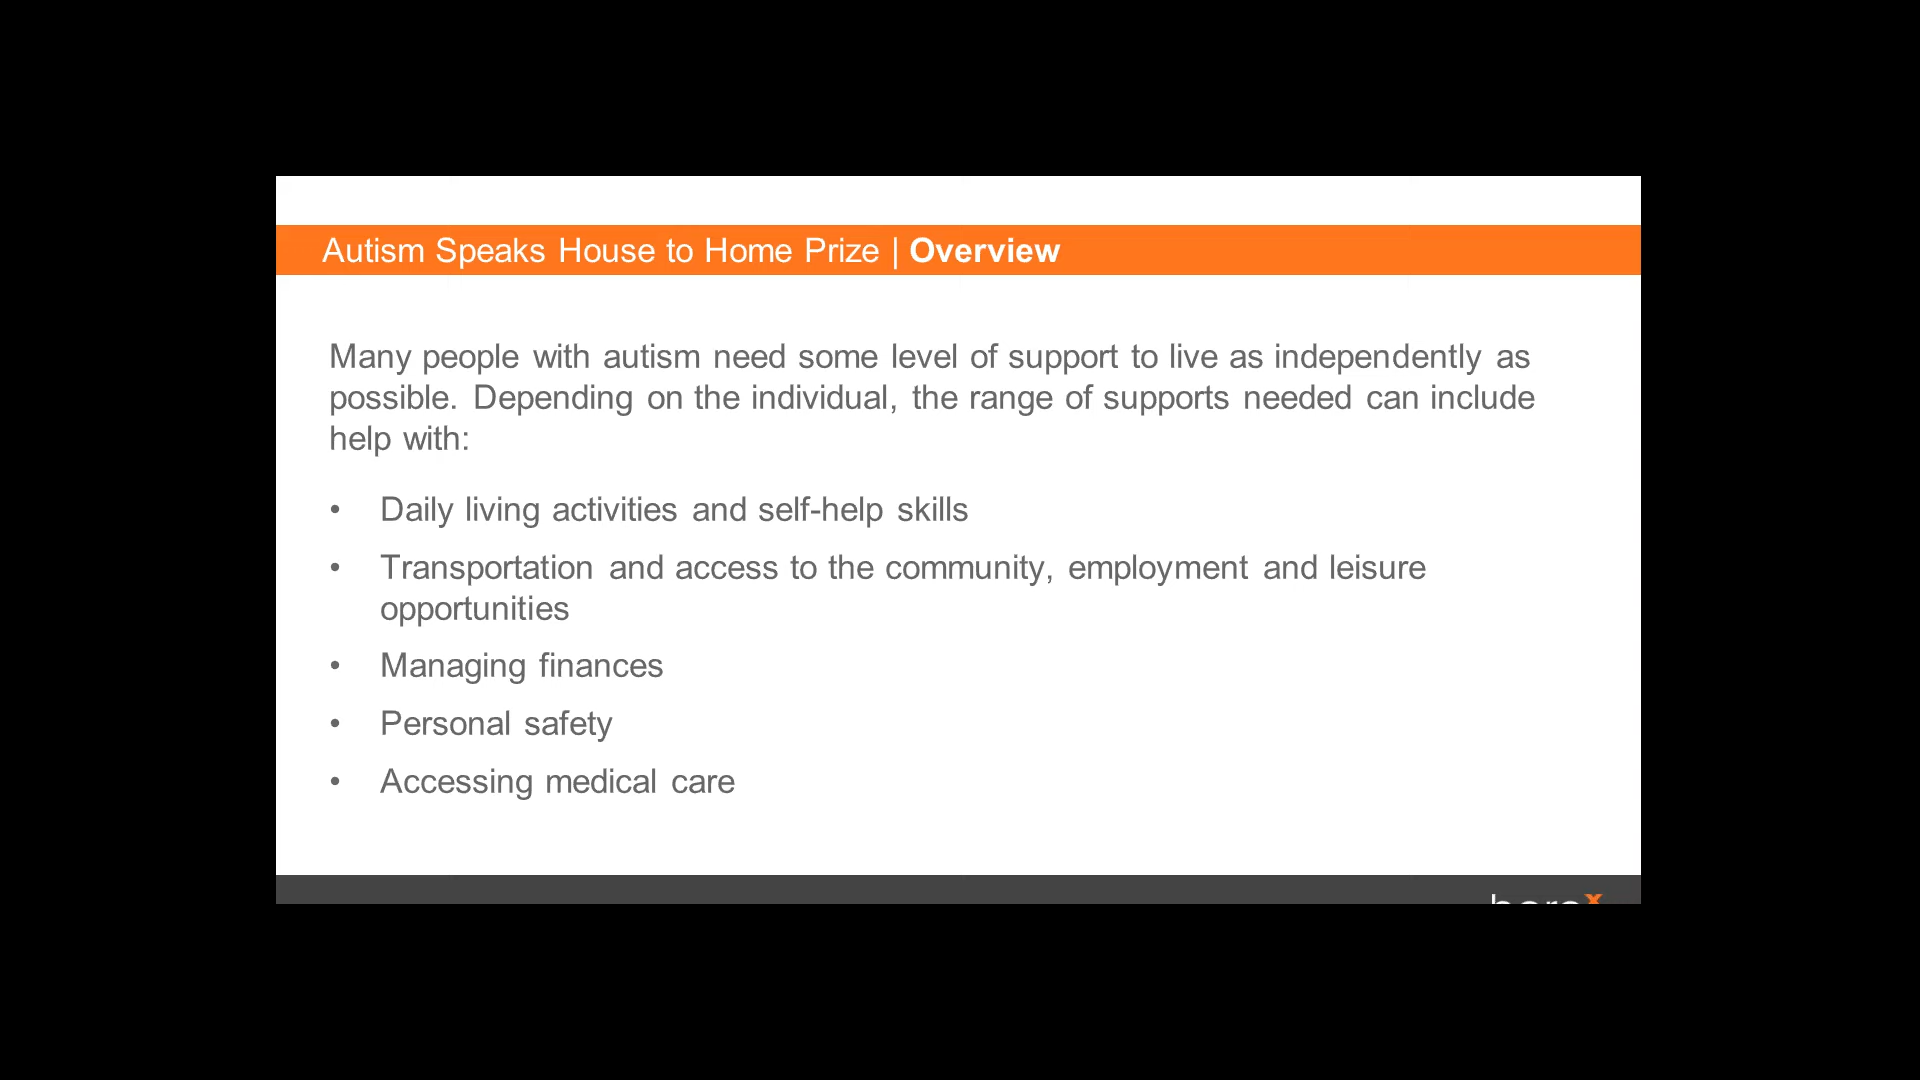 Autism Speaks House to Home Prize | Overview
Many people with autism need some level of support to live as independently as
possible. Depending on the individual, the range of supports needed can include
help with:
• Daily living activities and self-help skills
• Transportation and access to the community, employment and leisure
opportunities
• Managing finances
• Personal safety
• Accessing medical care